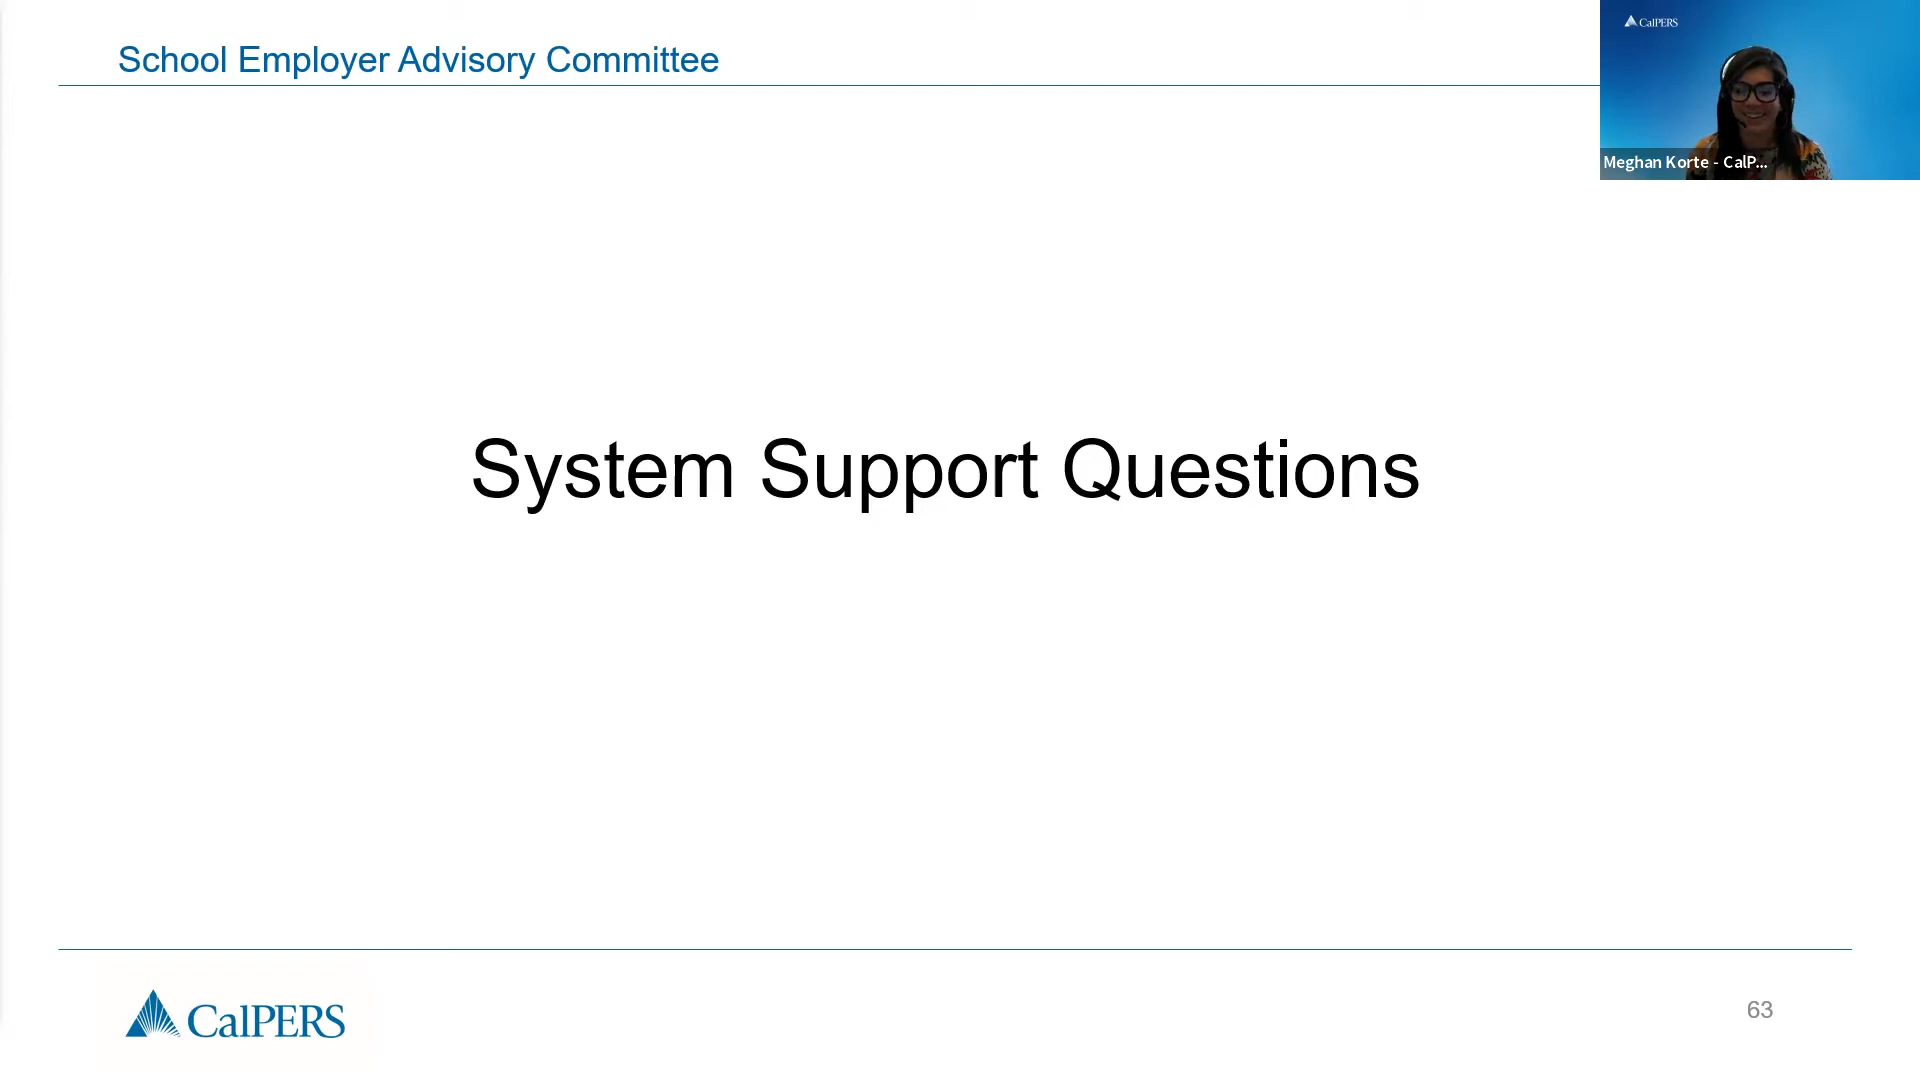 School Employer Advisory Committee
CalPERS
Meghan Korte - CalP...
System Support Questions
CalPERS
63